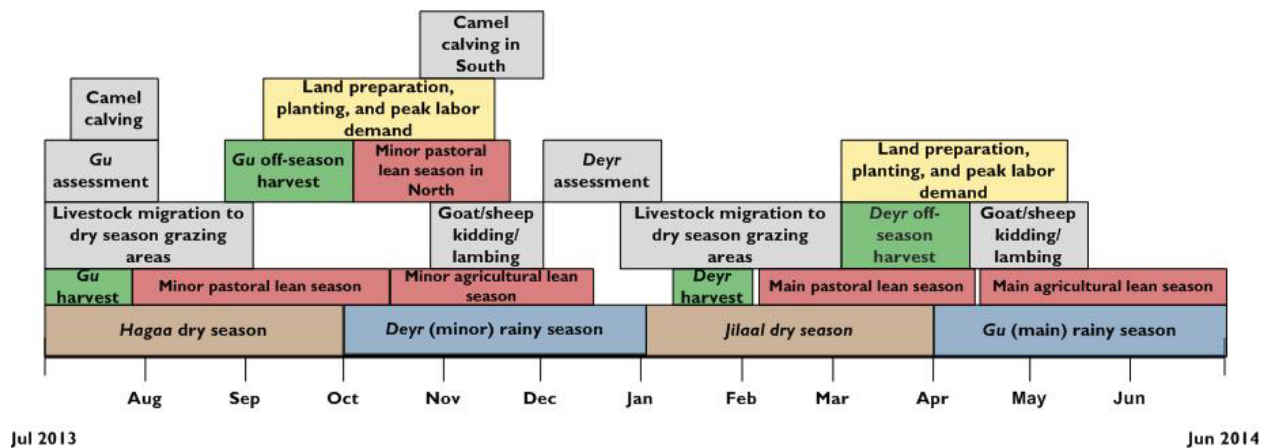 Camel
calving in
South
Camel
calving
Land preparation,
planting, and peak labor
demand
Gu
assessment
Gu off-season
harvest
Minor pastoral
lean season in
North
Deyr
assessment
Land preparation,
planting, and peak labor
demand
Livestock migration to
dry season grazing
areas
Goat/sheep
kidding/
lambing
Livestock migration to
dry season grazing
areas
Deyr off-
season
harvest
Goat/sheep
kidding/
lambing
Gu
harvest
Minor pastoral lean season
Minor agricultural lean
season
Deyr
harvest
Main pastoral lean season
Main agricultural lean season
Hagaa dry season
Deyr (minor) rainy season
Jilaal dry season
Gu (main) rainy season
Aug Sep Oct Nov Dec Jan Feb Mar Apr May Jun
Jul 2013 Jun 2014